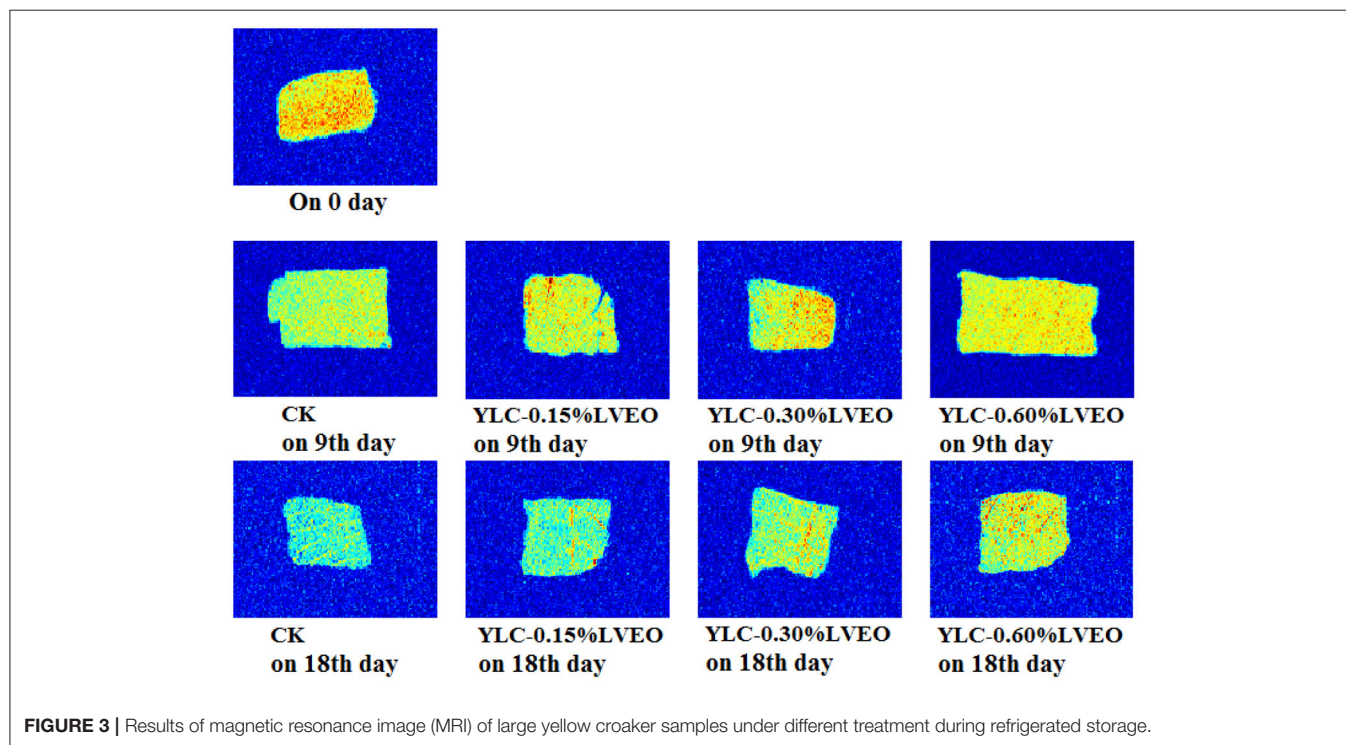 On 0 day
CK
on 9th day
YLC-0.15%LVEO
on 9th day
YLC-0.30%LVEO
on 9th day
YLC-0.60%LVEO
on 9th day
CK
on 18th day
YLC-0.15%LVEO
on 18th day
YLC-0.30%LVEO
on 18th day
YLC-0.60%LVEO
on 18th day
FIGURE 3 | Results of magnetic resonance image (MRI) of large yellow croaker samples under different treatment during refrigerated storage.